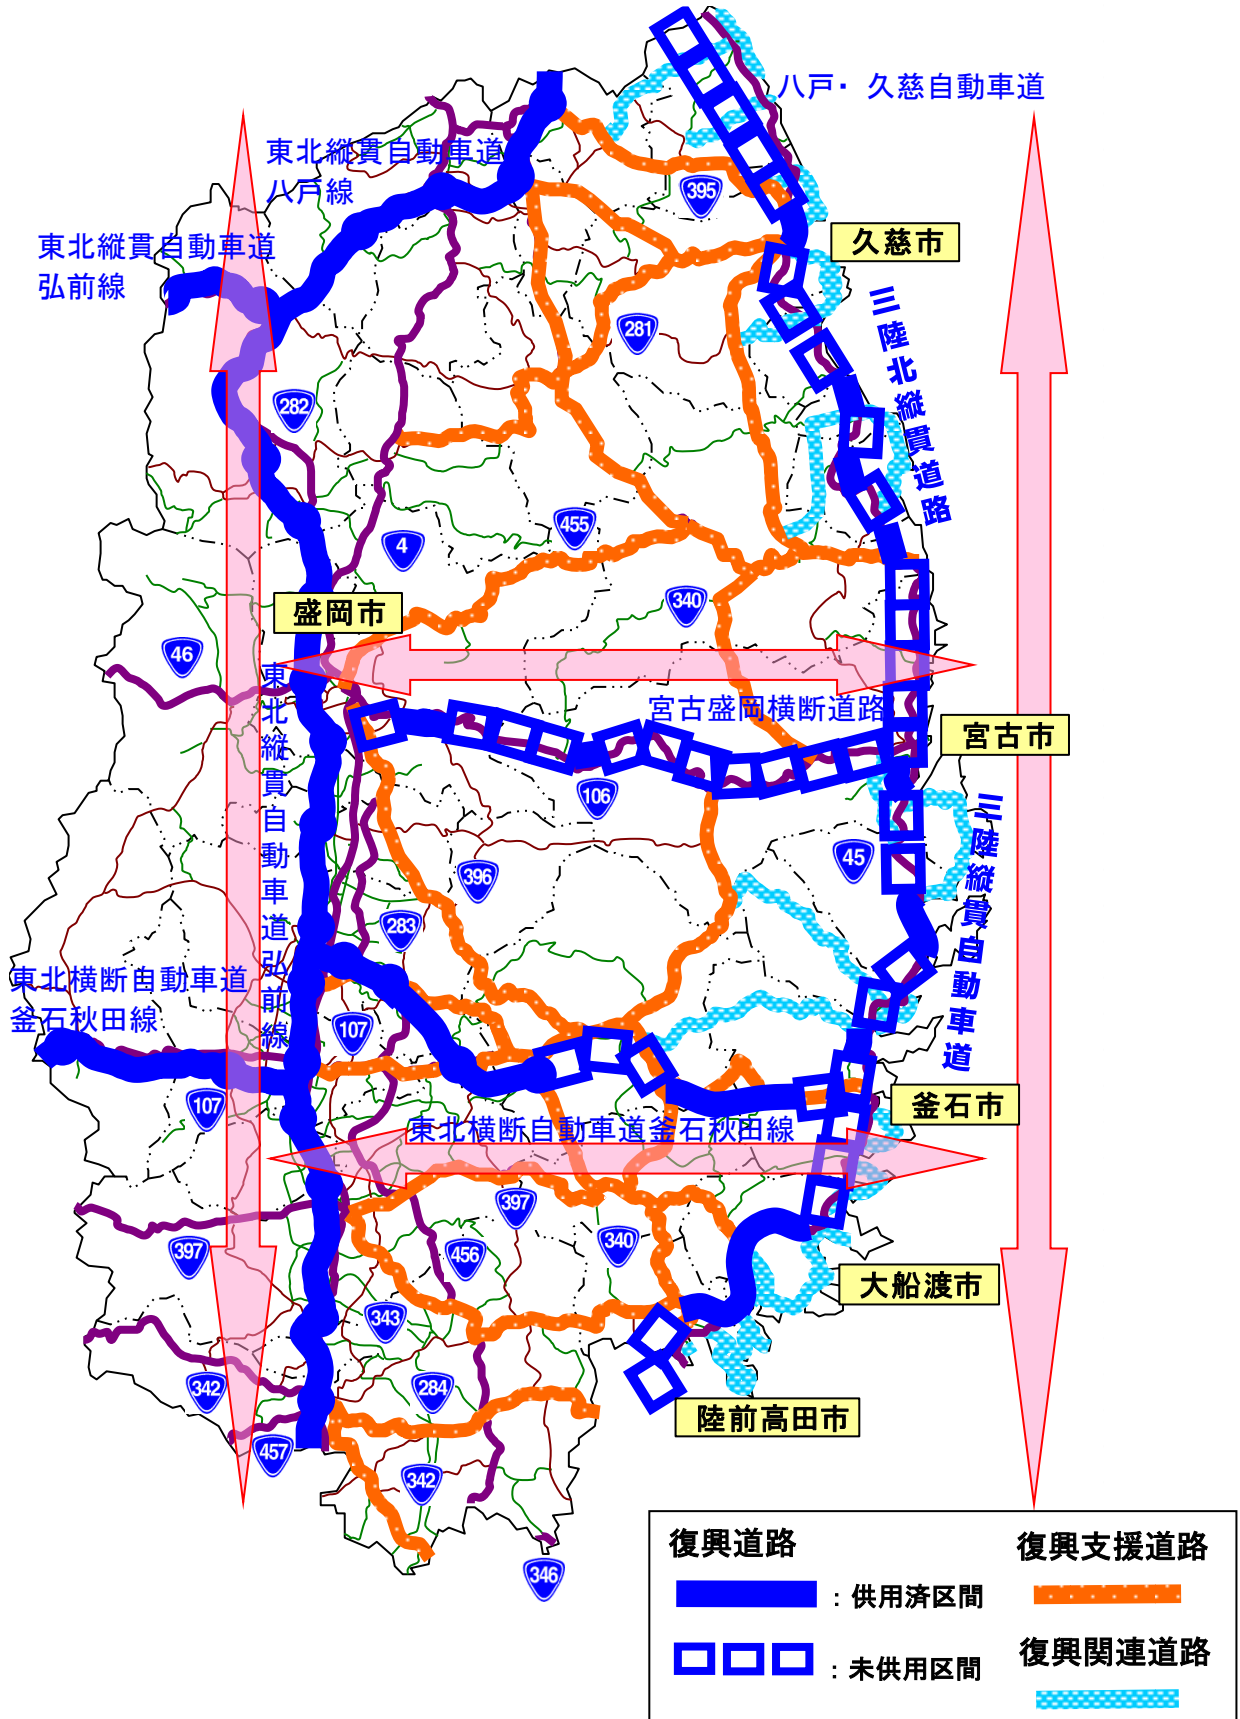 八戸・久慈自動車道
東北縦貫自動車道
八戸線
395
久慈市
東北縦貫自動車道
弘前線
三陸北縦貫道路
281
282
455
4
盛岡市
340
46
東北縦貫自動車道弘前線
宮古盛岡横断道路
宮古市
106
三陸縦貫自動車道
45
396
283
東北横断自動車道
釜石秋田線
107
107
釜石市
東北横断自動車道釜石秋田線
397
340
397
456
大船渡市
343
342
284
陸前高田市
457
342
346
復興道路
復興支援道路
：供用済区間
：未供用区間
復興関連道路